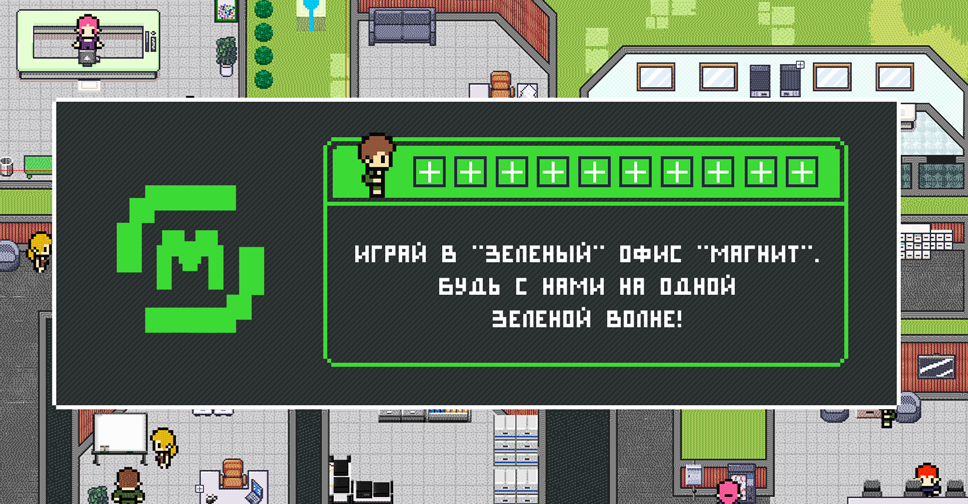 М
ИГРАЙ В "ЗЕЛЕНЫЙ" ОФИС "МАГНИТ".
БУДЬ С НАМИ НА ОДНОЙ
ЗЕЛЕНОЙ ВОЛНЕ!